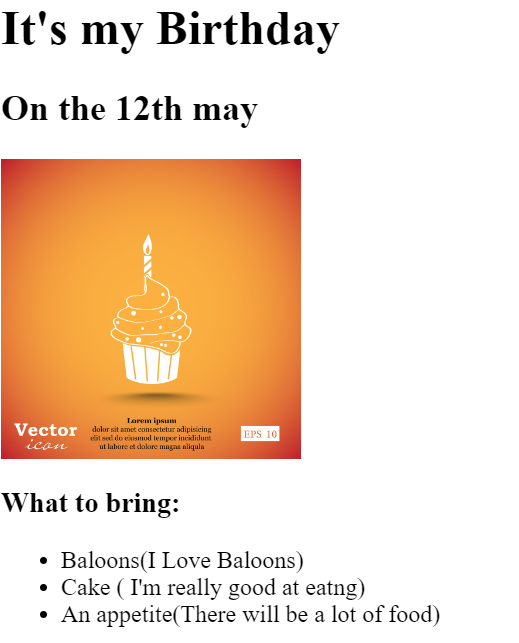 It's my Birthday
On the 12th may
Vector
icon
Lorem ipsum
dolor sit amet consectetur adipisicing
elit sed do eiusmod tempor incididunt
ut labore et dolore magna aliqula
EPS 10
What to bring:
Baloons(I Love Baloons)
Cake ( I'm really good at eatng)
An appetite(There will be a lot of food)